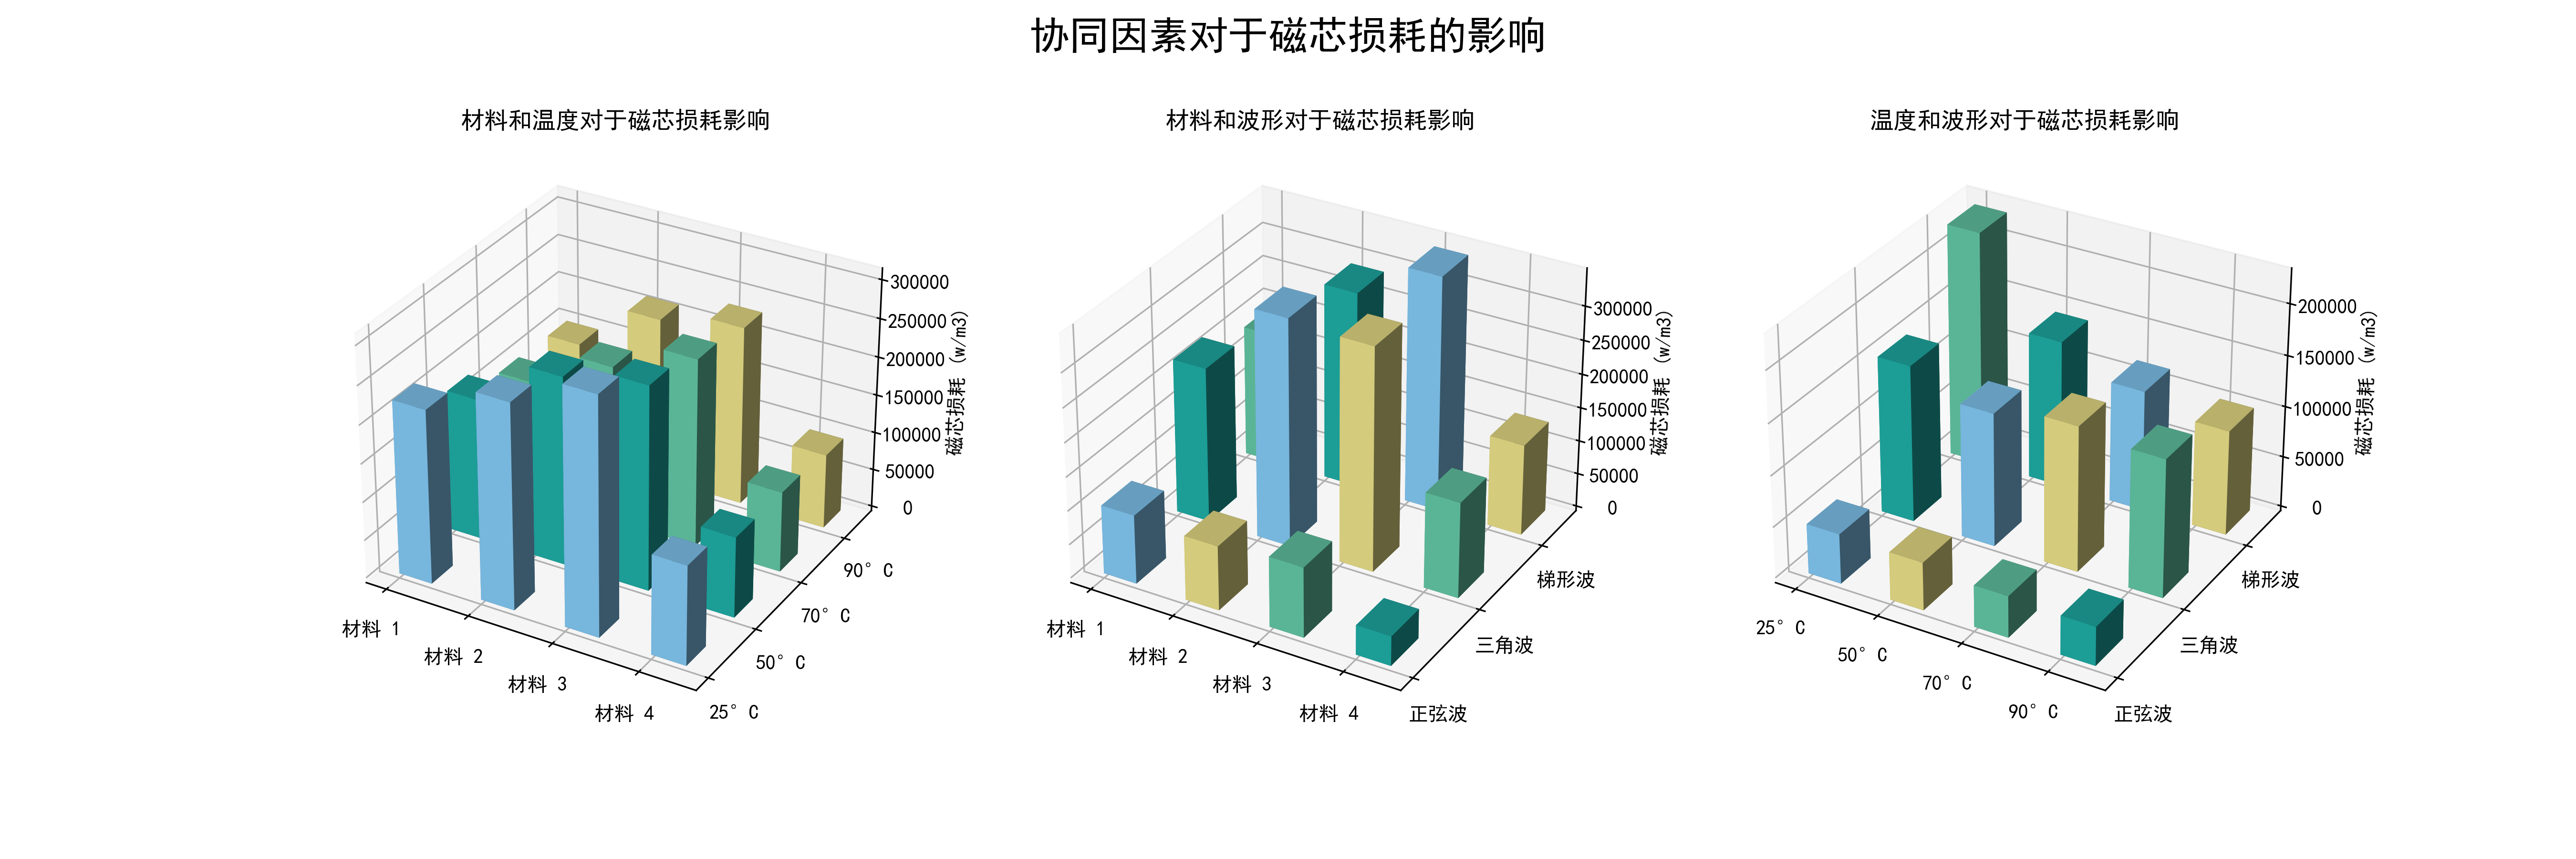 协同因素对于磁芯损耗的影响
材料和温度对于磁芯损耗影响
300000
250000
200000
150000
100000
50000
0
磁芯损耗 (w/m3)
材料 1
材料 2
材料 3
材料 4
25°C
50°C
70°C
90°C
材料和波形对于磁芯损耗影响
300000
250000
200000
150000
100000
50000
0
磁芯损耗 (w/m3)
材料 1
材料 2
材料 3
材料 4
正弦波
三角波
梯形波
温度和波形对于磁芯损耗影响
200000
150000
100000
50000
0
磁芯损耗 (w/m3)
25°C
50°C
70°C
90°C
正弦波
三角波
梯形波